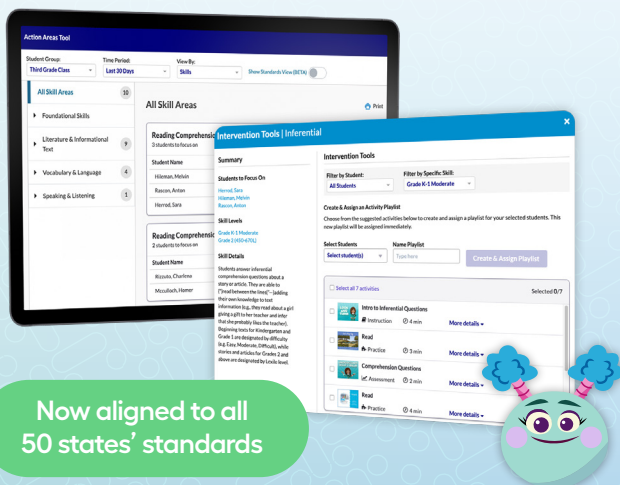 Action Areas Tool
Student Group:
Third Grade Class
Time Period:
Last 30 Days
View By:
Skills
Show Standards View (BETA)
All Skill Areas
10
Foundational Skills
Literature & Informational
Text
9
Vocabulary & Language
4
Speaking & Listening
1
All Skill Areas
Print
Reading Comprehensio
3 students to focus on
Student Name
Hileman, Melvin
Rascon, Anton
Herrod, Sara
Reading Comprehensio
2 students to focus on
Student Name
Rizzuto, Charlena
Mcculloch, Homer
Intervention Tools | Inferential
x
Summary
Students to Focus On
Herrod, Sara
Hileman, Melvin
Rascon, Anton
Skill Levels
Grade K-1 Moderate
Grade 2 (450-670L)
Skill Details
Students answer inferential
comprehension questions about a
story or article. They are able to
["]read between the lines["]–[adding
their own knowledge to text
information (e.g., they read about a girl
giving a gift to her teacher and infer
that she probably likes the teacher).
Beginning texts for Kindergarten and
Grade 1 are designated by difficulty
(e.g. Easy, Moderate, Difficult), while
stories and articles for Grades 2 and
above are designated by Lexile level.
Intervention Tools
Filter by Student:
All Students
Filter by Specific Skill:
Grade K-1 Moderate
Create & Assign an Activity Playlist
Choose from the suggested activities below to create and assign a playlist for your selected students. This
new playlist will be assigned immediately.
Select Students
Select student(s)
Name Playlist
Type here
Create & Assign Playlist
Select all 7 activities
Selected 0/7
Intro to Inferential Questions
Instruction
4 min
More details
Read
Practice
3 min
More details
Comprehension Questions
Assessment
2 min
More details
Read
Practice
4 min
More details
Now aligned to all
50 states' standards